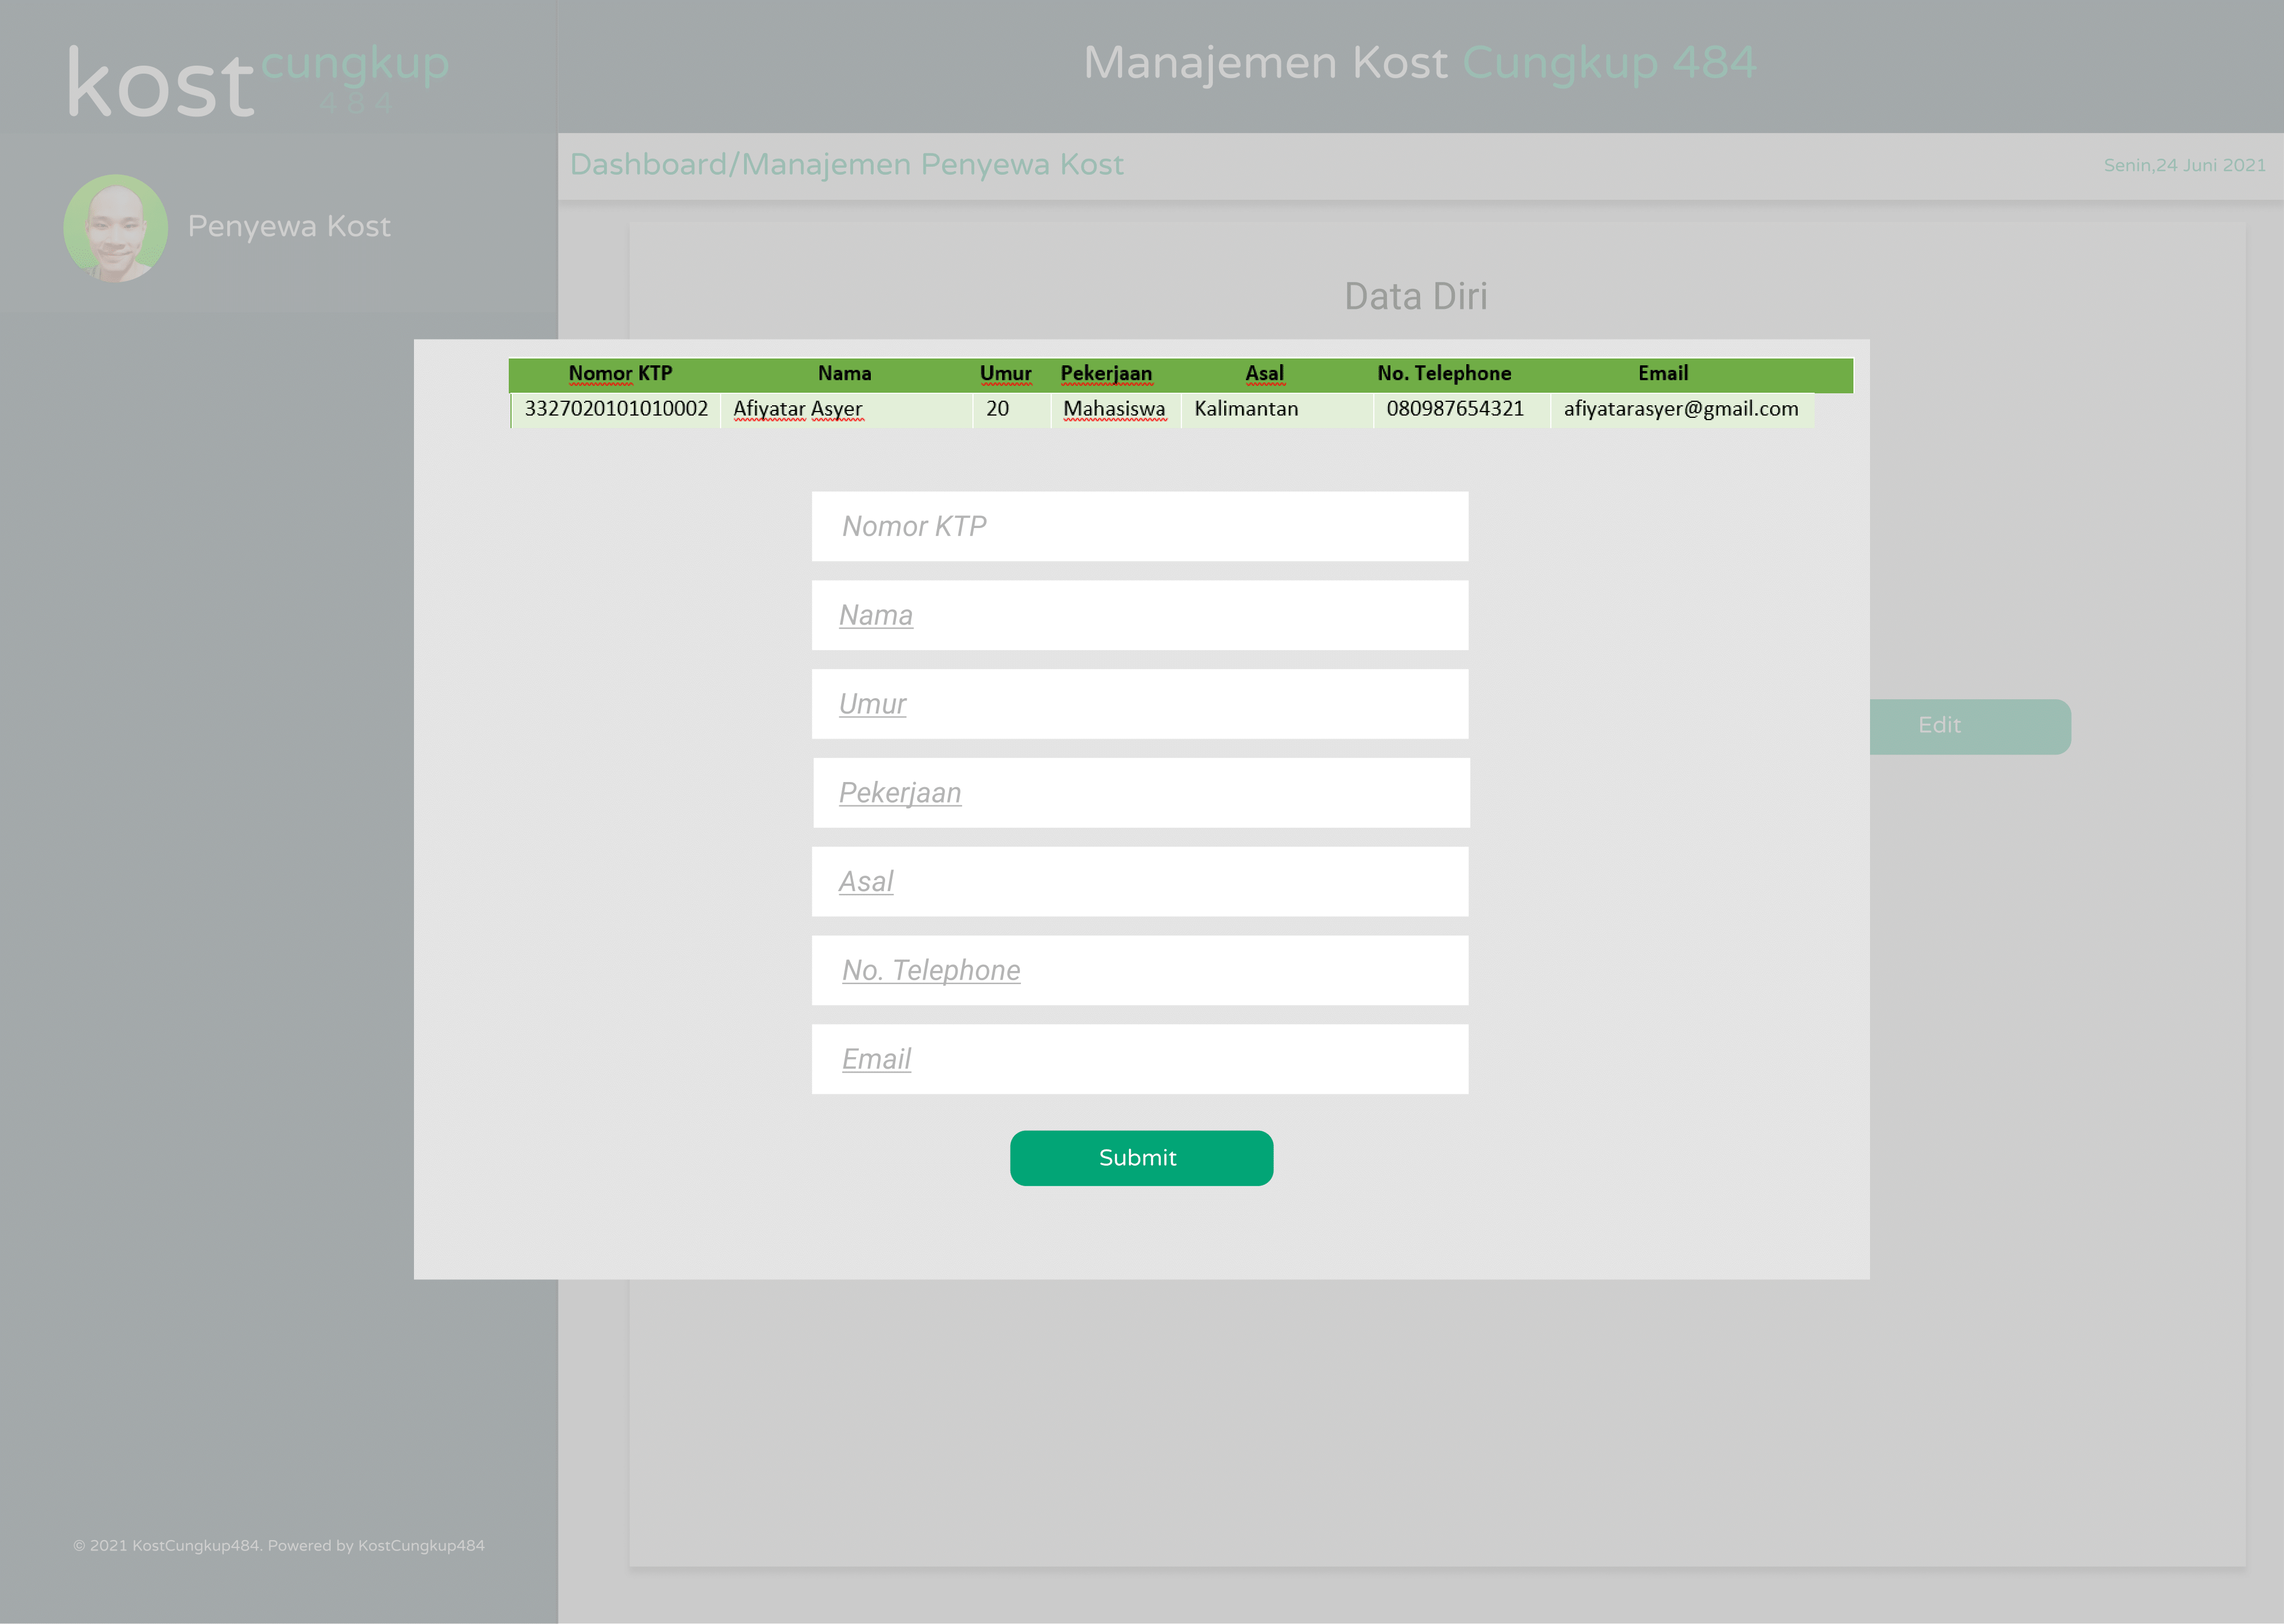 kost cungkup
484
Manajemen Kost Cungkup 484
Dashboard/Manajemen Penyewa Kost
Senin,24 Juni 2021
Penyewa Kost
Data Diri
Nomor KTP Nama Umur Pekerjaan Asal No. Telephone Email
3327020101010002 Afiyatar Asyer 20 Mahasiswa Kalimantan 080987654321 afiyatarasyer@gmail.com
Nomor KTP
Nama
Umur
Edit
Pekerjaan
Asal
No. Telephone
Email
Submit
© 2021 KostCungkup484. Powered by KostCungkup484